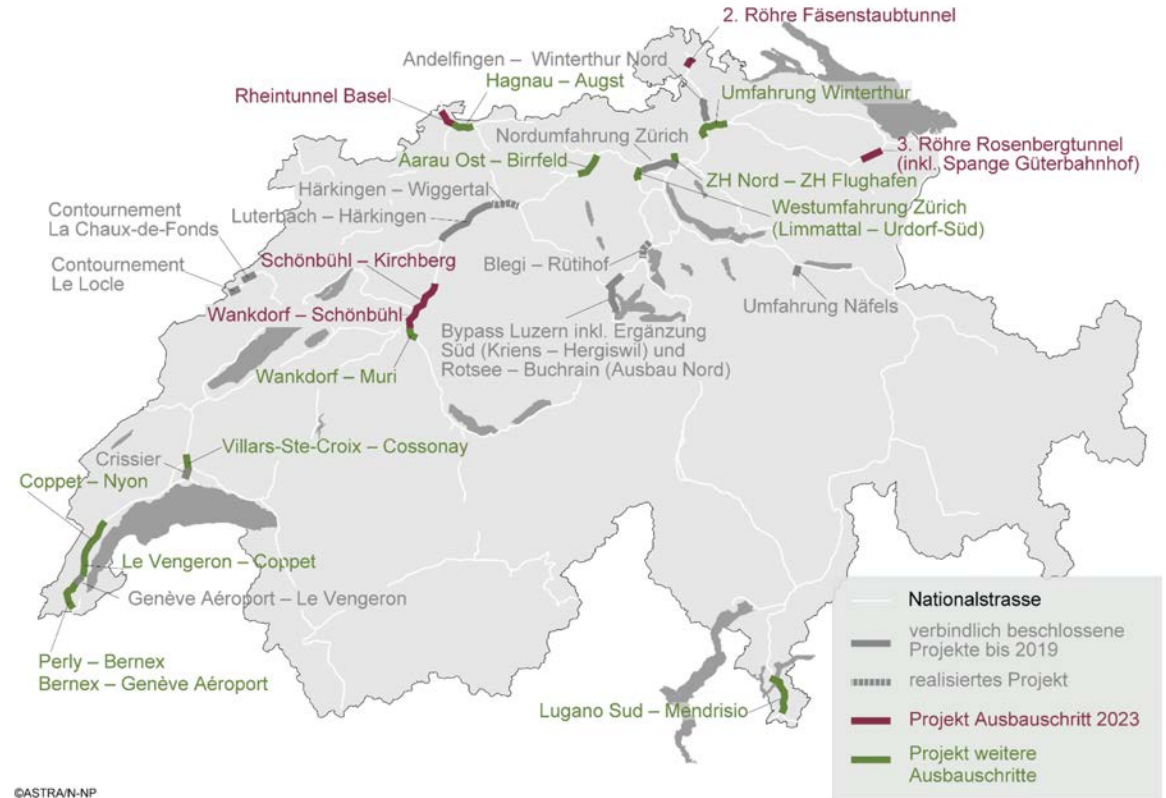 2. Röhre Fäsenstaubtunnel
Andelfingen – Winterthur Nord
Hagnau – Augst
Rheintunnel Basel
Umfahrung Winterthur
Nordumfahrung Zürich
3. Röhre Rosenbergtunnel
(inkl. Spange Güterbahnhof)
Aarau Ost – Birrfeld
ZH Nord – ZH Flughafen
Härkingen – Wiggertal
Westumfahrung Zürich
(Limmattal – Urdorf-Süd)
Luterbach – Härkingen
Contournement
La Chaux-de-Fonds
Schönbühl – Kirchberg
Blegi – Rütihof
Contournement
Le Locle
Umfahrung Näfels
Wankdorf – Schönbühl
Bypass Luzern inkl. Ergänzung
Süd (Kriens – Hergiswil) und
Rotsee – Buchrain (Ausbau Nord)
Wankdorf – Muri
Villars-Ste-Croix – Cossonay
Crissier
Coppet – Nyon
Le Vengeron – Coppet
Genève Aéroport – Le Vengeron
Perly – Bernex
Bernex – Genève Aéroport
Lugano Sud – Mendrisio
Nationalstrasse
verbindlich beschlossene
Projekte bis 2019
realisiertes Projekt
Projekt Ausbauschritt 2023
Projekt weitere
Ausbauschritte
©ASTRA/N-NP